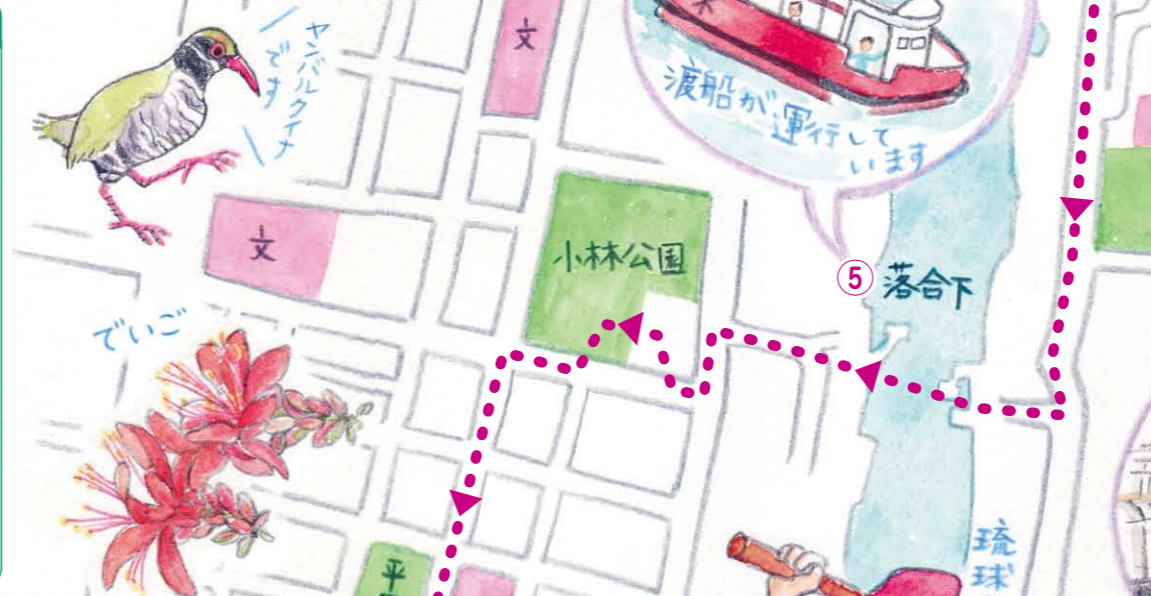 ヤンバルクイナ
です
文
渡船が
運行して
います
文
小林公園
⑤ 落合下
でいご
平
琉球